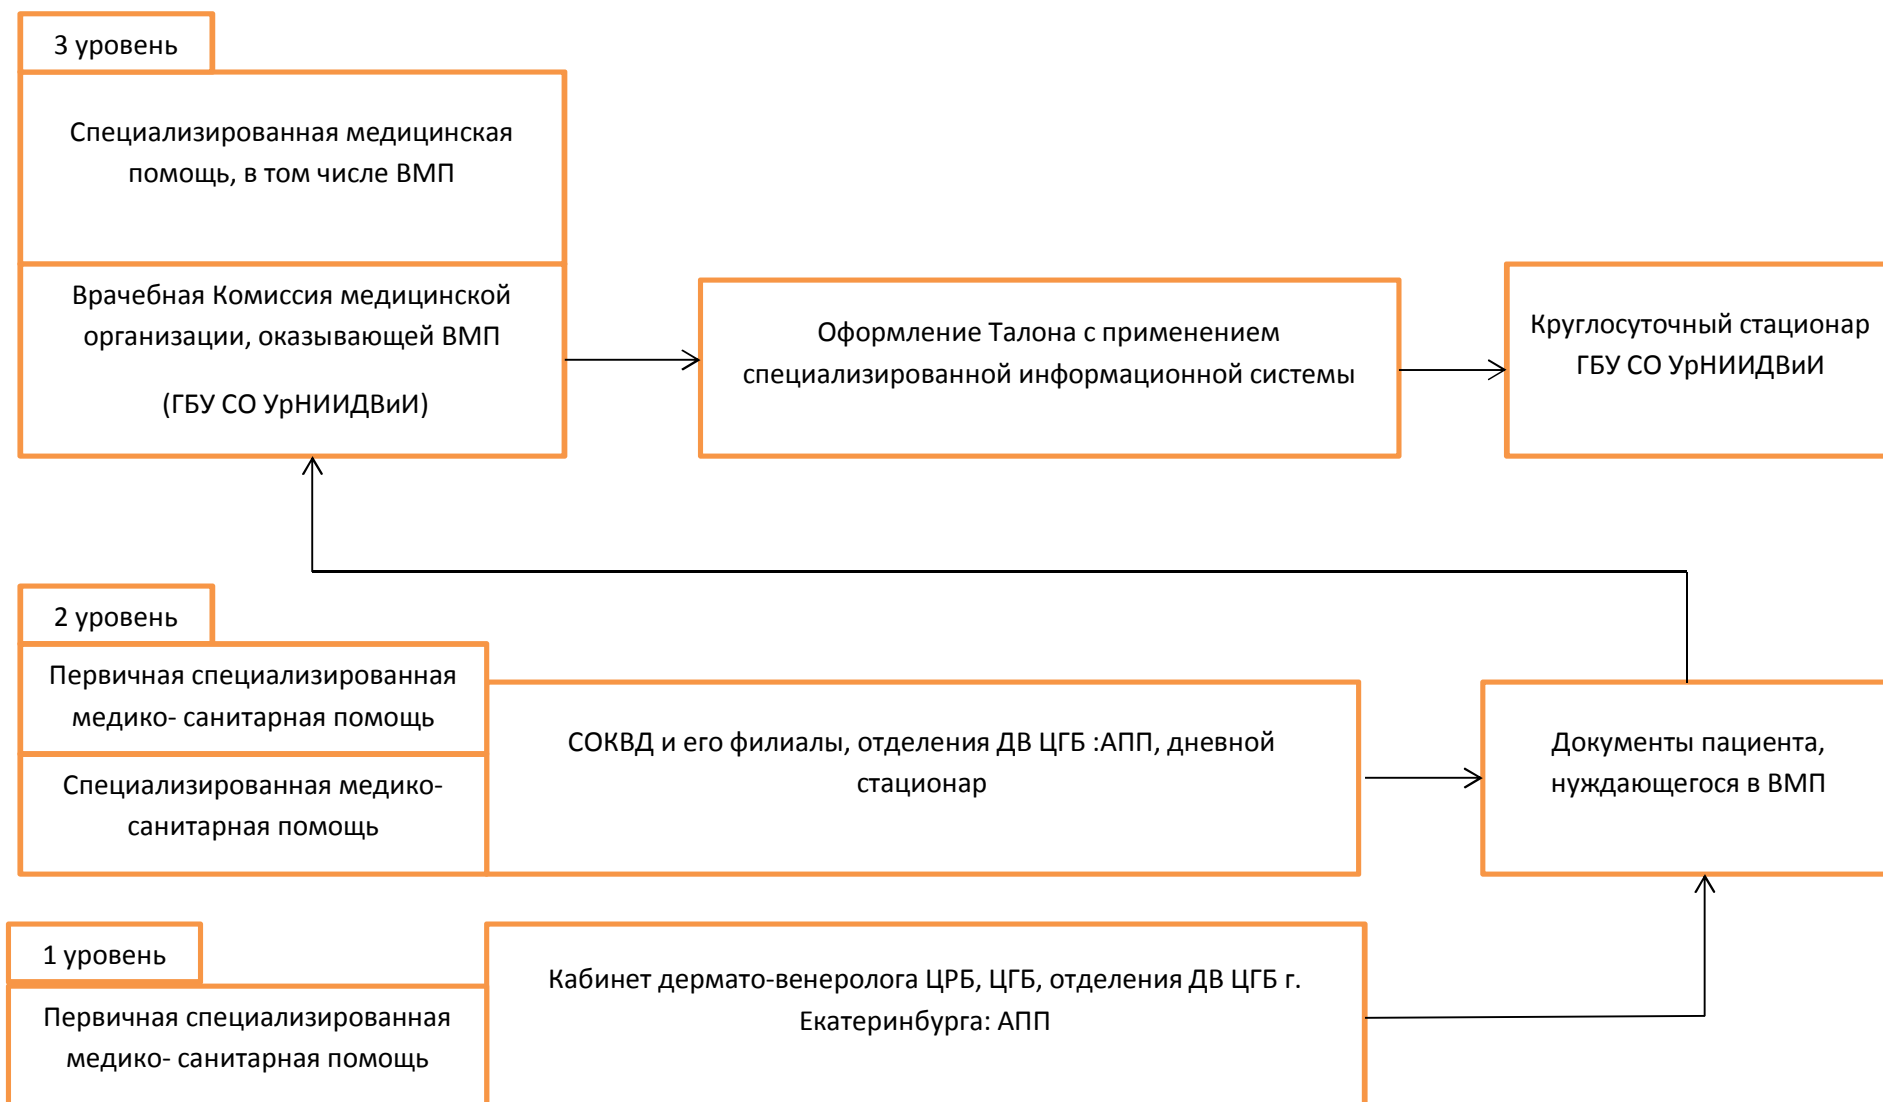 3 уровень
Специализированная медицинская
помощь, в том числе ВМП
Врачебная Комиссия медицинской
организации, оказывающей ВМП
(ГБУ СО УрНИИДВиИ)
Оформление Талона с применением
специализированной информационной системы
Круглосуточный стационар
ГБУ СО УрНИИДВиИ
2 уровень
Первичная специализированная
медико- санитарная помощь
Специализированная медико-
санитарная помощь
СОКВД и его филиалы, отделения ДВ ЦГБ :АПП, дневной
стационар
Документы пациента,
нуждающегося в ВМП
1 уровень
Первичная специализированная
медико- санитарная помощь
Кабинет дермато-венеролога ЦРБ, ЦГБ, отделения ДВ ЦГБ г.
Екатеринбурга: АПП